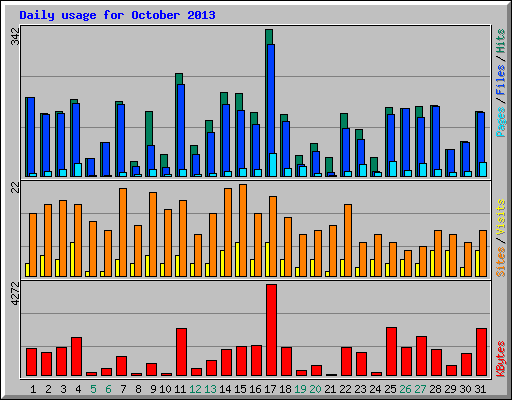 Daily usage for October 2013
342
Pages / Files / Hits
22
Sites / Visits
4272
KBytes
1 2 3 4 5 6 7 8 9 10 11 12 13 14 15 16 17 18 19 20 21 22 23 24 25 26 27 28 29 30 31